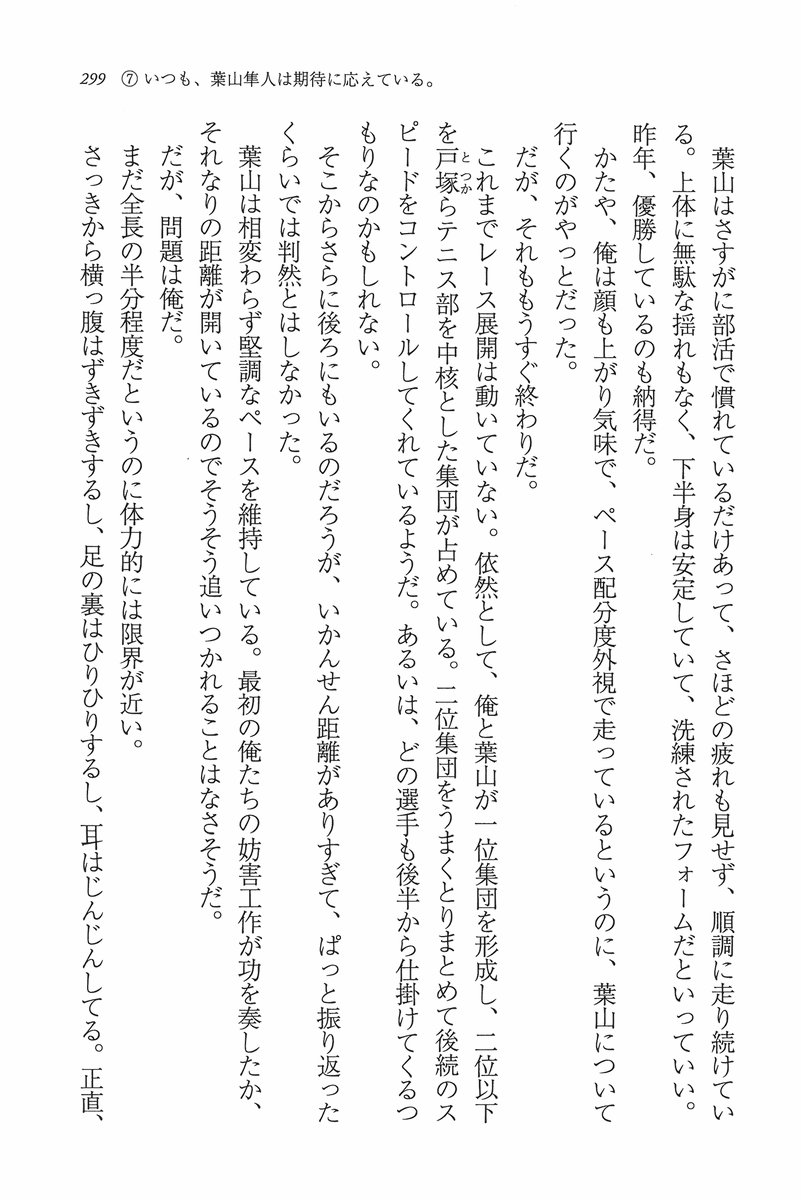 299 ⑦いつも、葉山隼人は期待に応えている。
葉山はさすがに部活で慣れているだけあって、さほどの疲れも見せず、順調に走り続けてい
る。上体に無駄な揺れもなく、下半身は安定していて、洗練されたフォームだといっていい。
昨年、優勝しているのも納得だ。
かたや、俺は顔も上がり気味で、ペース配分度外視で走っているというのに、葉山について
行くのがやっとだった。
だが、それももうすぐ終わりだ。
これまでレース展開は動いていない。依然として、俺と葉山が一位集団を形成し、二位以下
を戸塚らテニス部を中核とした集団が占めている。二位集団をうまくとりまとめて後続のス
とつか
ピードをコントロールしてくれているようだ。あるいは、どの選手も後半から仕掛けてくるつ
もりなのかもしれない。
そこからさらに後ろにもいるのだろうが、いかんせん距離がありすぎて、ぱっと振り返った
くらいでは判然とはしなかった。
葉山は相変わらず堅調なペースを維持している。最初の俺たちの妨害工作が功を奏したか、
それなりの距離が開いているのでそうそう追いつかれることはなさそうだ。
だが、問題は俺だ。
まだ全長の半分程度だというのに体力的には限界が近い。
さっきから横っ腹はずきずきするし、足の裏はひりひりするし、耳はじんじんしてる。正直、